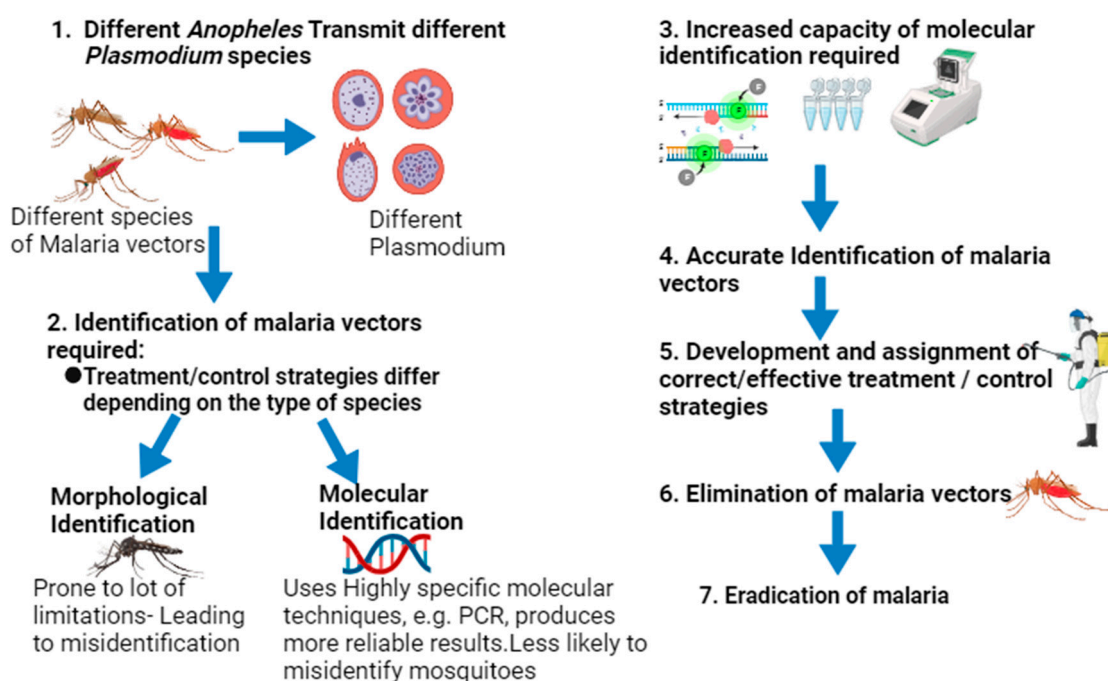 1. Different Anopheles Transmit different
Plasmodium species
Different species
of Malaria vectors
Different
Plasmodium
2. Identification of malaria vectors
required:
●Treatment/control strategies differ
depending on the type of species
Morphological
Identification
Prone to lot of
limitations- Leading
to misidentification
Molecular
Identification
Uses Highly specific molecular
techniques, e.g. PCR, produces
more reliable results.Less likely to
misidentify mosquitoes
3. Increased capacity of molecular
identification required
4. Accurate Identification of malaria
vectors
5. Development and assignment of
correct/effective treatment / control
strategies
6. Elimination of malaria vectors
7. Eradication of malaria